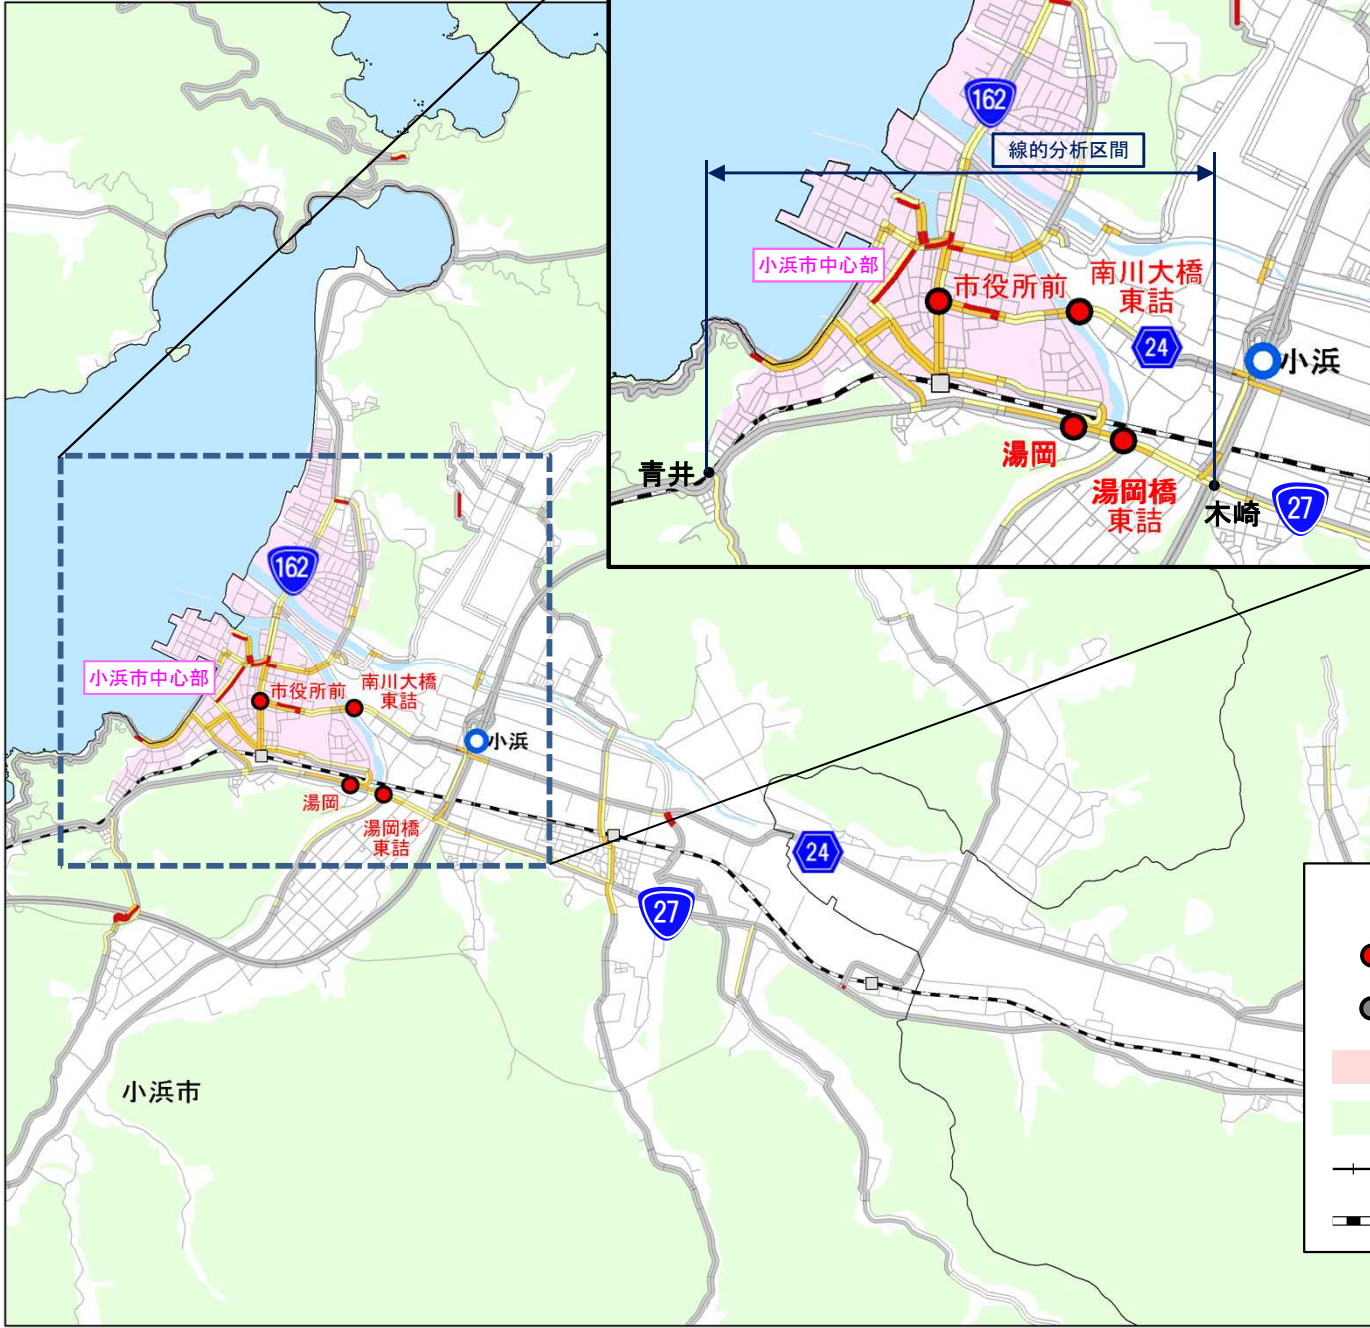 162
線的分析区間
小浜市中心部
市役所前
南川大橋
東詰
24
小浜
湯岡
青井
湯岡橋
東詰
木崎
27
162
小浜市中心部
市役所前
南川大橋
東詰
小浜
湯岡
湯岡橋
東詰
24
27
小浜市